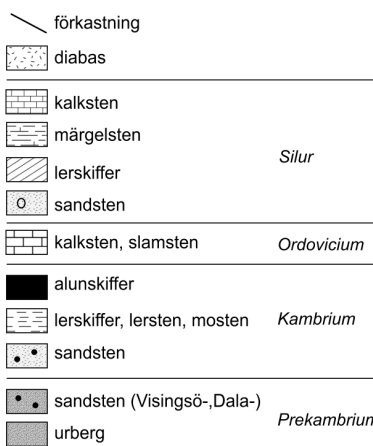 förkastning
diabas
kalksten
märgelsten
Silur
lerskiffer
sandsten
kalksten, slamsten Ordovicium
alunskiffer
lerskiffer, lersten, mosten Kambrium
sandsten
sandsten (Visingsö-,Dala-)
Prekambrium
urberg